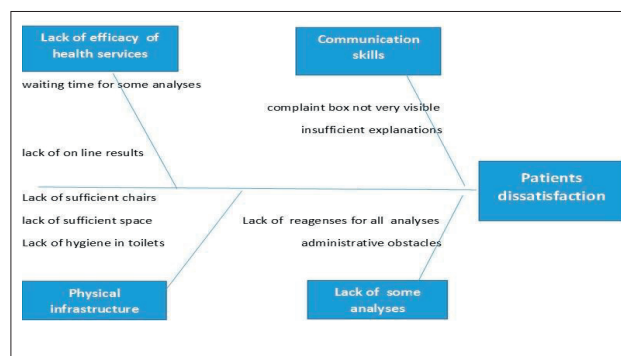 Lack of efficacy of
health services
waiting time for some analyses
lack of on line results
Communication
skills
complaint box not very visible
insufficient explanations
Patients
dissatisfaction
Lack of sufficient chairs
lack of sufficient space
Lack of hygiene in toilets
Physical
infrastructure
Lack of reagenses for all analyses
administrative obstacles
Lack of some
analyses